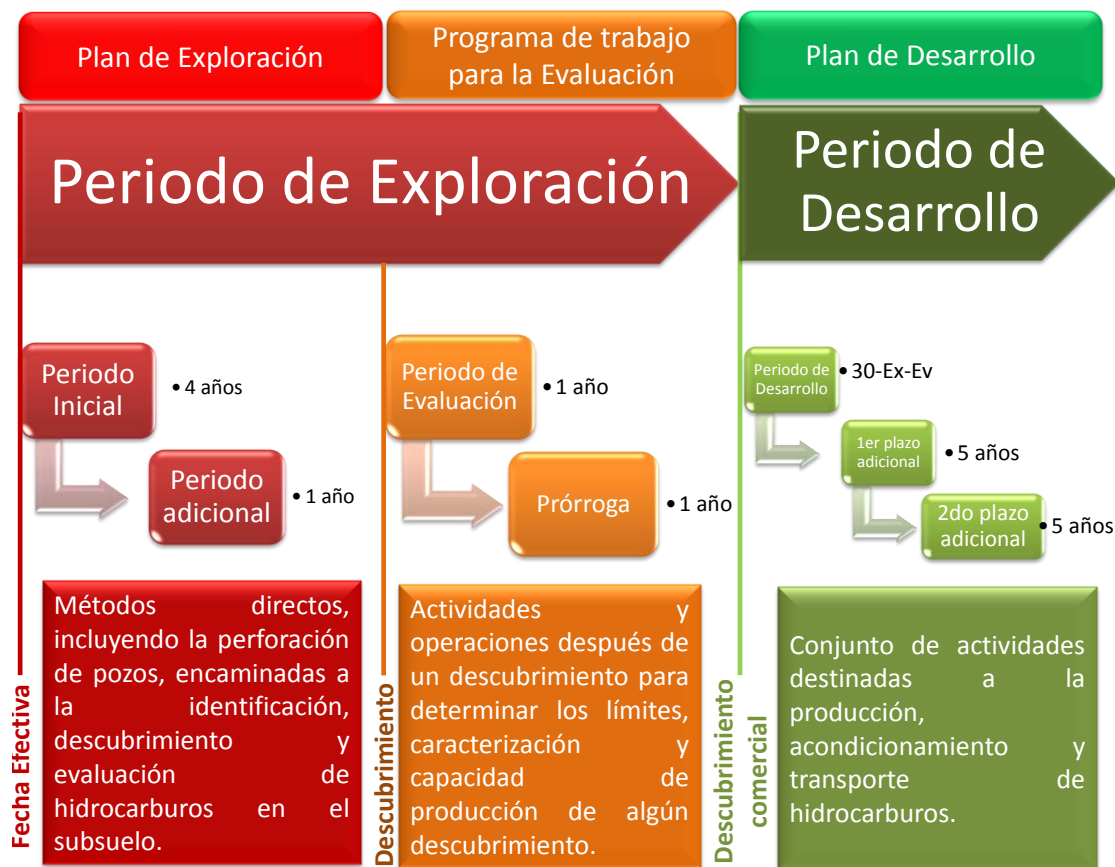 Plan de Exploración
Programa de trabajo
para la Evaluación
Plan de Desarrollo
Periodo de Exploración
Periodo de
Desarrollo
Fecha Efectiva
Periodo
Inicial
• 4 años
Periodo
adicional
• 1 año
Métodos directos,
incluyendo la perforación
de pozos, encaminadas a
la identificación,
descubrimiento y
evaluación de
hidrocarburos en el
subsuelo.
Descubrimiento
Periodo de
Evaluación
• 1 año
Prórroga
• 1 año
Actividades y
operaciones después de
un descubrimiento para
determinar los límites,
caracterización y
capacidad de
producción de algún
descubrimiento.
Descubrimiento
comercial
Periodo de
Desarrollo
• 30-Ex-Ev
1er plazo
adicional
• 5 años
2do plazo
adicional
• 5 años
Conjunto de actividades
destinadas a la
producción,
acondicionamiento y
transporte de
hidrocarburos.